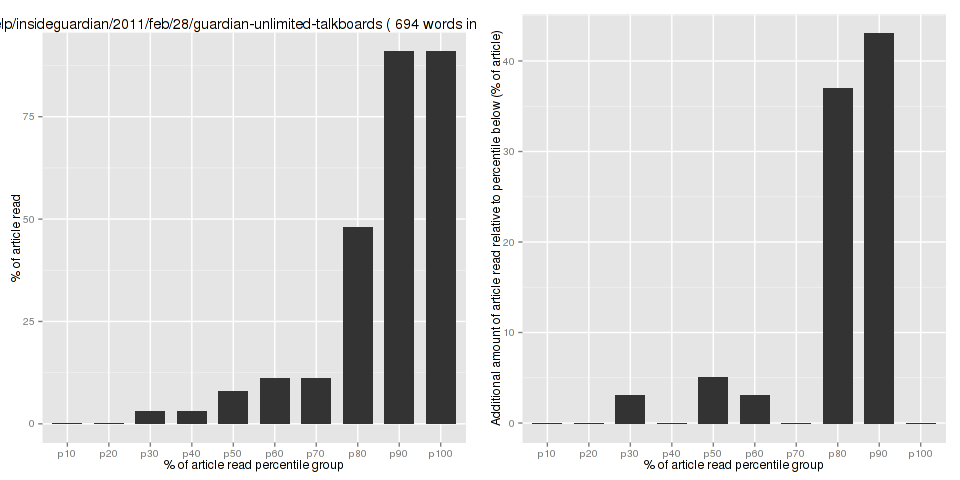 elp/insideguardian/2011/feb/28/guardian-unlimited-talkboards ( 694 words in
% of article read
75
50
25
0
p10 p20 p30 p40 p50 p60 p70 p80 p90 p100
% of article read percentile group
Additional amount of article read relative to percentile below (% of article)
40
30
20
10
0
p10 p20 p30 p40 p50 p60 p70 p80 p90 p100
% of article read percentile group